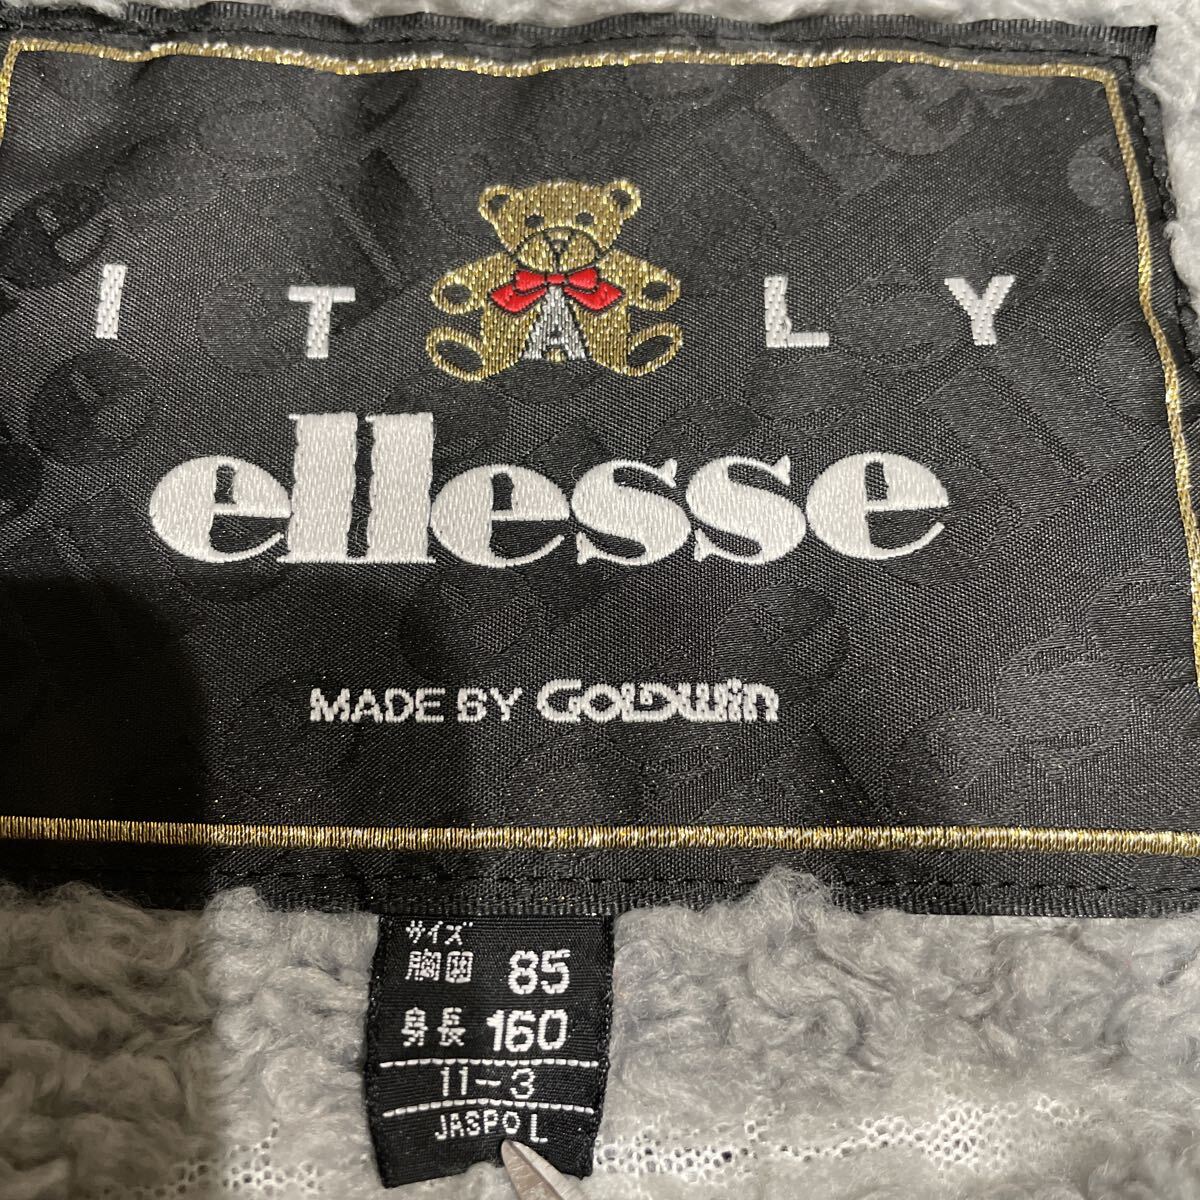 ITALY
ellesse
MADE BY GOLDWin
サイズ
胸囲 85
身長 160
11-3
JASPO L